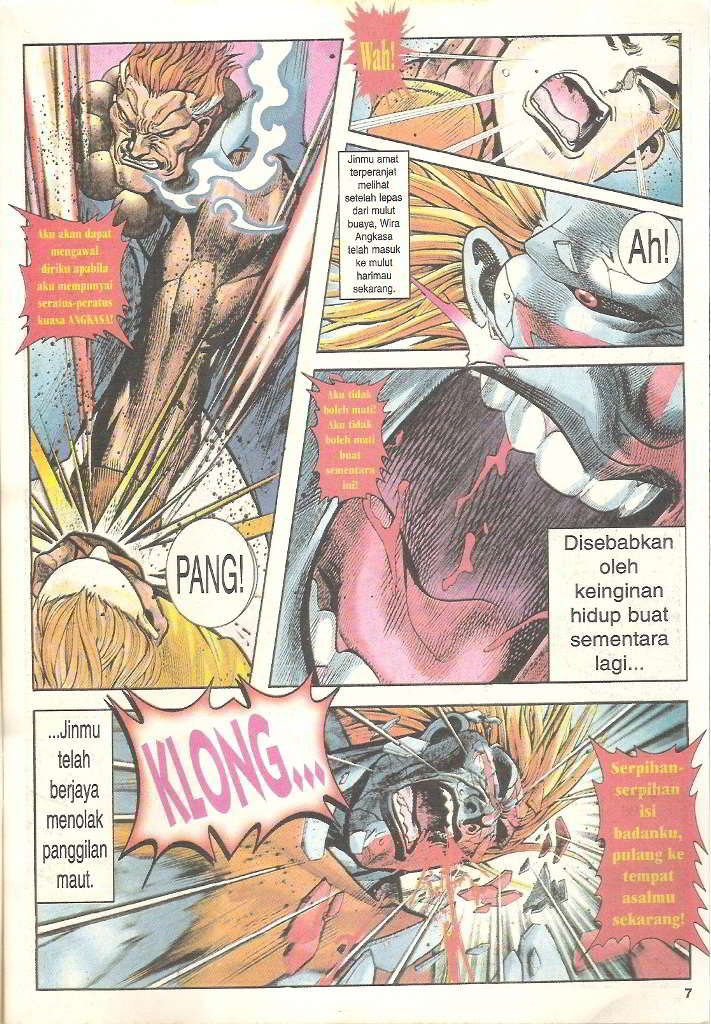 Aku akan dapat
mengawal
diriku apabila
aku mempunyai
seratus-peratus
kuasa ANGKASA!
PANG!
Wah!
Jinmu amat
terperanjat
melihat
setelah lepas
dari mulut
buaya, Wira
Angkasa
telah masuk
ke mulut
harimau
sekarang.
Ah!
Aku tidak
boleh mati!
Aku tidak
boleh mati
buat
sementara
ini!
Disebabkan
oleh
keinginan
hidup buat
sementara
lagi...
...Jinmu
telah
berjaya
menolak
panggilan
maut.
KLONG...
Serpihan-
serpihan
isi
badanku,
pulang ke
tempat
asalmu
sekarang!
7